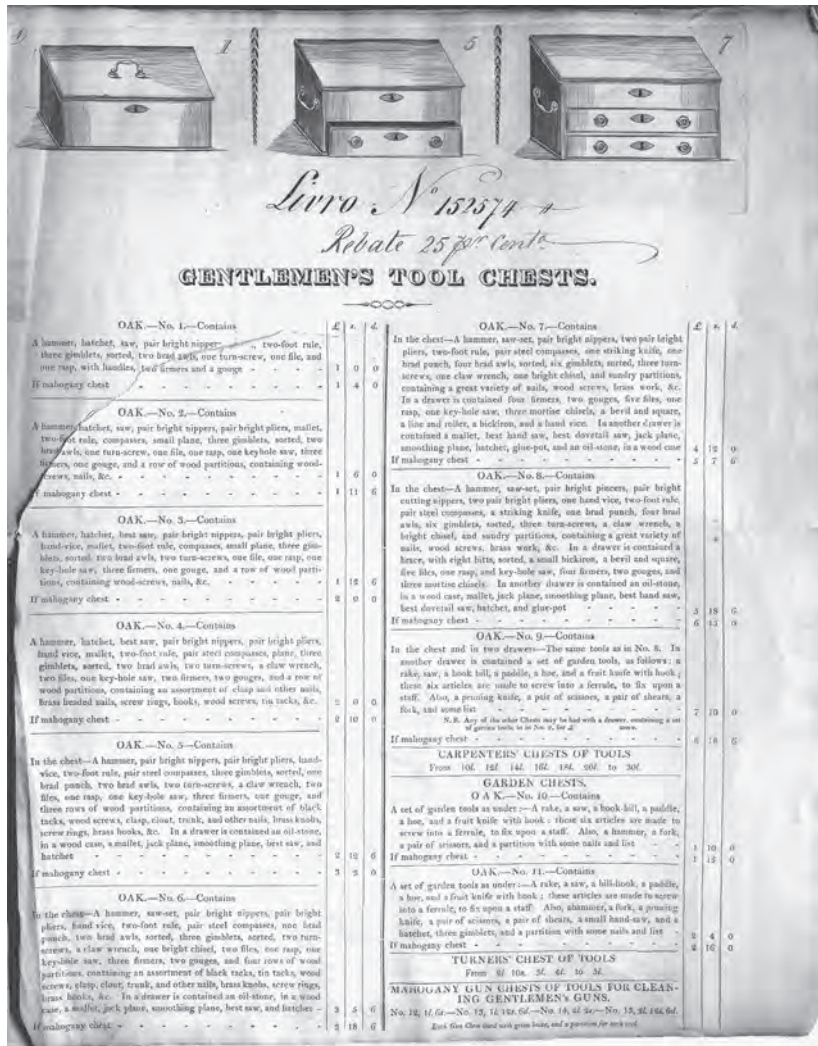 1 5 7
Livro No 152574
Rebate 25 pr Cento
GENTLEMEN'S TOOL CHESTS.
OAK.—No. 1.—Contains £ s. d.
A hammer, hatchet, saw, pair bright nipper two-foot rule,
three gimblets, sorted, two brad awls, one turn-screw, one file, and
one rasp, with handles, two firmers and a gouge - - - - 1 0 0
If mahogany chest - - - - 1 4 0
OAK.—No. 2.—Contains
A hammer, hatchet, saw, pair bright nippers, pair bright pliers, mallet,
two-foot rule, compasses, small plane, three gimblets, sorted, two
brad awls, one turn-screw, one file, one rasp, one keyhole saw, three
firmers, one gouge, and a row of wood partitions, containing wood-
screws, nails, &c. - - - - 1 6 0
If mahogany chest - - - - 1 11 6
OAK.—No. 3.—Contains
A hammer, hatchet, best saw, pair bright nippers, pair bright pliers,
hand-vice, mallet, two-foot rule, compasses, small plane, three gim-
blets, sorted, two brad awls, two turn-screws, one file, one rasp, one
key-hole saw, three firmers, one gouge, and a row of wood parti-
tions, containing wood-screws, nails, &c. - - - - 1 12 6
If mahogany chest - - - - 2 0 0
OAK.—No. 4.—Contains
A hammer, hatchet, best saw, pair bright nippers, pair bright pliers,
hand vice, mallet, two-foot rule, pair steel compasses, plane, three
gimblets, sorted, two brad awls, two turn-screws, a claw wrench,
two files, one key-hole saw, two firmers, two gouges, and a row of
wood partitions, containing an assortment of clasp and other nails,
brass headed nails, screw rings, hooks, wood screws, tin tacks, &c. 2 0 0
If mahogany chest - - - - 2 10 0
OAK.—No. 5—Contains
In the chest—A hammer, pair bright nippers, pair bright pliers, hand-
vice, two-foot rule, pair steel compasses, three gimblets, sorted, one
brad punch, two brad awls, two turn-screws, a claw wrench, two
files, one rasp, one key-hole saw, three firmers, one gouge, and
three rows of wood partitions, containing an assortment of black
tacks, wood screws, clasp, clout, trunk, and other nails, brass knobs,
screw rings, brass hooks, &c. In a drawer is contained an oil-stone,
in a wood case, a mallet, jack plane, smoothing plane, best saw, and
hatchet - - - - 2 12 6
If mahogany chest - - - - 3 3 0
OAK.—No. 6.—Contains
In the chest—A hammer, saw-set, pair bright nippers, pair bright
pliers, hand vice, two-foot rule, pair steel compasses, one brad
punch, two brad awls, sorted, three gimblets, sorted, two turn-
screws, a claw wrench, one bright chisel, two files, one rasp, one
key-hole saw, three firmers, two gouges, and four rows of wood
partitions, containing an assortment of black tacks, tin tacks, wood
screws, clasp, clout, trunk, and other nails, brass knobs, screw rings,
brass hooks, &c. In a drawer is contained an oil-stone, in a wood
case, a mallet, jack plane, smoothing plane, best saw, and hatchet - 3 5 6
If mahogany chest - - - - 3 18 6
OAK.—No. 7.—Contains £ s. d.
In the chest—A hammer, saw-set, pair bright nippers, two pair bright
pliers, two-foot rule, pair steel compasses, one striking knife, one
brad punch, four brad awls, sorted, six gimblets, sorted, three turn-
screws, one claw wrench, one bright chisel, and sundry partitions,
containing a great variety of nails, wood screws, brass work, &c.
In a drawer is contained four firmers, two gouges, five files, one
rasp, one key-hole saw, three mortise chisels, a bevil and square,
a line and roller, a bickiron, and a hand vice. In another drawer is
contained a mallet, best hand saw, best dovetail saw, jack plane,
smoothing plane, hatchet, glue-pot, and an oil-stone, in a wood case 4 12 0
If mahogany chest - - - - 5 7 6
OAK.—No. 8.—Contains
In the chest—A hammer, saw-set, pair bright pincers, pair bright
cutting nippers, two pair bright pliers, one hand vice, two-foot rule,
pair steel compasses, a striking knife, one brad punch, four brad
awls, six gimblets, sorted, three turn-screws, a claw wrench, a
bright chisel, and sundry partitions, containing a great variety of
nails, wood screws, brass work, &c. In a drawer is contained a
brace, with eight bitts, sorted, a small bickiron, a bevil and square,
five files, one rasp, and key-hole saw, four firmers, two gouges, and
three mortise chisels. In another drawer is contained an oil-stone,
in a wood case, mallet, jack plane, smoothing plane, best hand saw,
best dovetail saw, hatchet, and glue-pot - - - - 5 18 6
If mahogany chest - - - - 6 15 0
OAK.—No. 9.—Contains
In the chest and in two drawers—The same tools as in No. 8. In
another drawer is contained a set of garden tools, as follows: a
rake, saw, a hook bill, a paddle, a hoe, and a fruit knife with hook;
these six articles are made to screw into a ferrule, to fix upon a
staff. Also, a pruning knife, a pair of scissors, a pair of shears, a
fork, and some list - - - - 7 10 0
N.B. Any of the other Chests may be had with a drawer, containing a set
of garden tools, as in No. 9, for £
If mahogany chest - - - - 8 18 6
CARPENTERS' CHESTS OF TOOLS
From 10l. 12l. 14l. 16l. 18l. 20l. to 30l.
GARDEN CHESTS.
OAK.—No. 10.—Contains
A set of garden tools as under:—A rake, a saw, a hook-bill, a paddle,
a hoe, and a fruit knife with hook: these six articles are made to
screw into a ferrule, to fix upon a staff. Also, a hammer, a fork,
a pair of scissors, and a partition with some nails and list - - 1 10 0
If mahogany chest - - - - 1 15 0
OAK.—No. 11.—Contains
A set of garden tools as under:—A rake, a saw, a bill-hook, a paddle,
a hoe, and a fruit knife with hook; these articles are made to screw
into a ferrule, to fix upon a staff. Also, a hammer, a fork, a pruning
knife, a pair of scissors, a pair of shears, a small hand-saw, and a
hatchet, three gimblets, and a partition with some nails and list - 2 4 0
If mahogany chest - - - - 2 16 0
TURNERS' CHEST OF TOOLS
From 2l. 10s. 3l. 4l. to 5l.
MAHOGANY GUN CHESTS OF TOOLS FOR CLEAN-
ING GENTLEMEN'S GUNS.